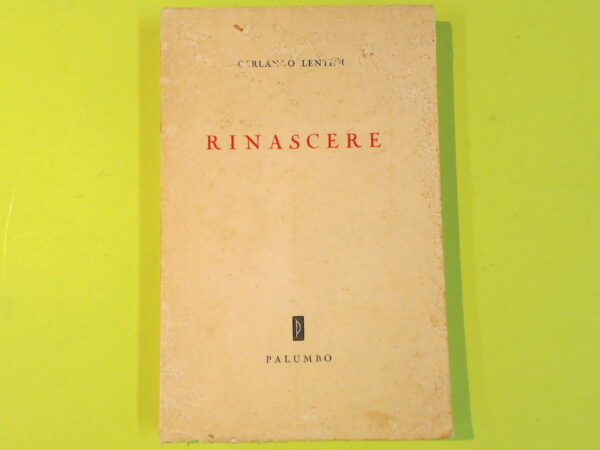 GERLANDO LENTINI
RINASCERE
P
PALUMBO